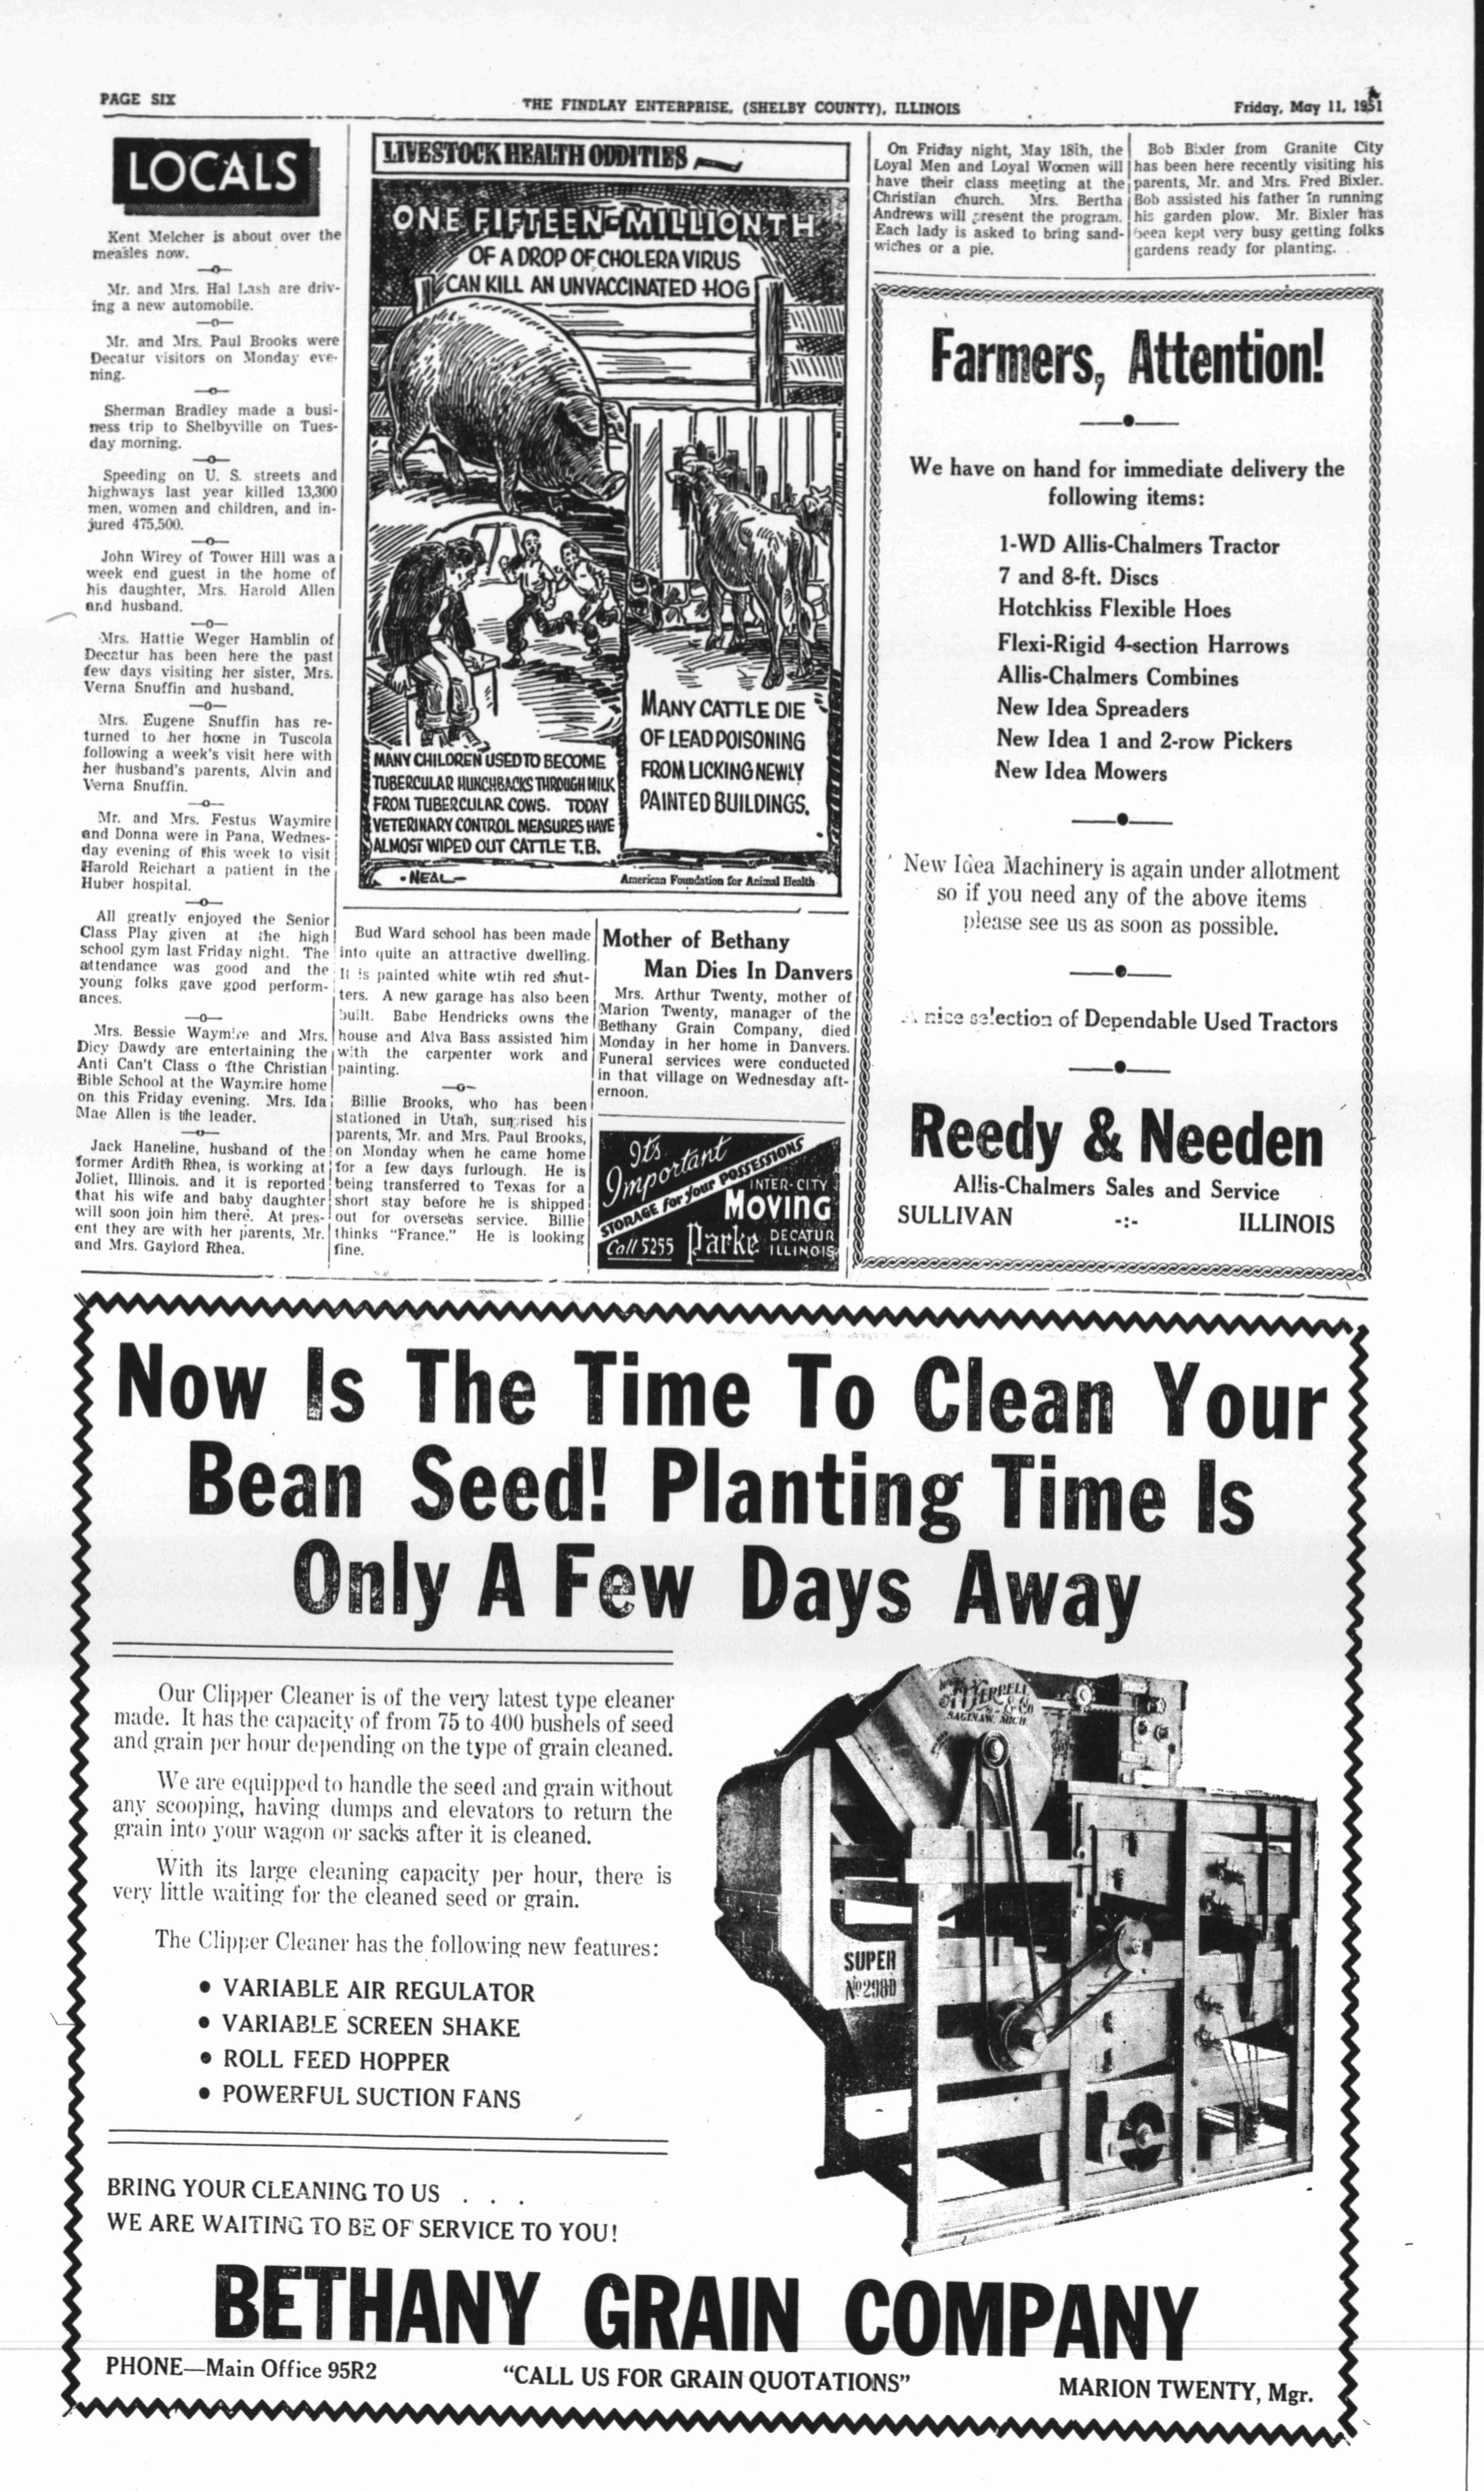 PAGE SIX
THE FINDLAY ENTERPRISE, (SHELBY COUNTY), ILLINOIS
Friday, May 11, 1951
LOCALS
Kent Melcher is about over the
measles now.
—o—
Mr. and Mrs. Hal Lash are driv-
ing a new automobile.
—o—
Mr. and Mrs. Paul Brooks were
Decatur visitors on Monday eve-
ning.
—o—
Sherman Bradley made a busi-
ness trip to Shelbyville on Tues-
day morning.
—o—
Speeding on U. S. streets and
highways last year killed 13,300
men, women and children, and in-
jured 475,500.
—o—
John Wirey of Tower Hill was a
week end guest in the home of
his daughter, Mrs. Harold Allen
and husband.
—o—
Mrs. Hattie Weger Hamblin of
Decatur has been here the past
few days visiting her sister, Mrs.
Verna Snuffin and husband.
—o—
Mrs. Eugene Snuffin has re-
turned to her home in Tuscola
following a week's visit here with
her husband's parents, Alvin and
Verna Snuffin.
—o—
Mr. and Mrs. Festus Waymire
and Donna were in Pana, Wednes-
day evening of this week to visit
Harold Reichart a patient in the
Huber hospital.
—o—
All greatly enjoyed the Senior
Class Play given at the high
school gym last Friday night. The
attendance was good and the
young folks gave good perform-
ances.
—o—
Mrs. Bessie Waymire and Mrs.
Dicy Dawdy are entertaining the
Anti Can't Class o fthe Christian
Bible School at the Waymire home
on this Friday evening. Mrs. Ida
Mae Allen is the leader.
—o—
Jack Haneline, husband of the
former Ardith Rhea, is working at
Joliet, Illinois. and it is reported
that his wife and baby daughter
will soon join him there. At pres-
ent they are with her parents, Mr.
and Mrs. Gaylord Rhea.
LIVESTOCK HEALTH ODDITIES
ONE FIFTEEN-MILLIONTH
OF A DROP OF CHOLERA VIRUS
CAN KILL AN UNVACCINATED HOG
MANY CHILDREN USED TO BECOME
TUBERCULAR HUNCHBACKS THROUGH MILK
FROM TUBERCULAR COWS. TODAY
VETERINARY CONTROL MEASURES HAVE
ALMOST WIPED OUT CATTLE T.B.
MANY CATTLE DIE
OF LEAD POISONING
FROM LICKING NEWLY
PAINTED BUILDINGS.
-NEAL-
American Foundation for Animal Health
Bud Ward school has been made
into quite an attractive dwelling.
It is painted white wtih red shut-
ters. A new garage has also been
built. Babe Hendricks owns the
house and Alva Bass assisted him
with the carpenter work and
painting.
—o—
Billie Brooks, who has been
stationed in Utah, surprised his
parents, Mr. and Mrs. Paul Brooks,
on Monday when he came home
for a few days furlough. He is
being transferred to Texas for a
short stay before he is shipped
out for overseas service. Billie
thinks "France." He is looking
fine.
Mother of Bethany
Man Dies In Danvers
Mrs. Arthur Twenty, mother of
Marion Twenty, manager of the
Bethany Grain Company, died
Monday in her home in Danvers.
Funeral services were conducted
in that village on Wednesday aft-
ernoon.
It's
Important
STORAGE for your POSSESSIONS
INTER-CITY
MOVING
Call 5255 Parke DECATUR
ILLINOIS
On Friday night, May 18th, the
Loyal Men and Loyal Women will
have their class meeting at the
Christian church. Mrs. Bertha
Andrews will present the program.
Each lady is asked to bring sand-
wiches or a pie.
Bob Bixler from Granite City
has been here recently visiting his
parents, Mr. and Mrs. Fred Bixler.
Bob assisted his father in running
his garden plow. Mr. Bixler has
been kept very busy getting folks
gardens ready for planting.
Farmers, Attention!
We have on hand for immediate delivery the
following items:
1-WD Allis-Chalmers Tractor
7 and 8-ft. Discs
Hotchkiss Flexible Hoes
Flexi-Rigid 4-section Harrows
Allis-Chalmers Combines
New Idea Spreaders
New Idea 1 and 2-row Pickers
New Idea Mowers
New Idea Machinery is again under allotment
so if you need any of the above items
please see us as soon as possible.
A nice selection of Dependable Used Tractors
Reedy & Needen
Allis-Chalmers Sales and Service
SULLIVAN -:- ILLINOIS
Now Is The Time To Clean Your
Bean Seed! Planting Time Is
Only A Few Days Away
Our Clipper Cleaner is of the very latest type cleaner
made. It has the capacity of from 75 to 400 bushels of seed
and grain per hour depending on the type of grain cleaned.
We are equipped to handle the seed and grain without
any scooping, having dumps and elevators to return the
grain into your wagon or sacks after it is cleaned.
With its large cleaning capacity per hour, there is
very little waiting for the cleaned seed or grain.
The Clipper Cleaner has the following new features:
• VARIABLE AIR REGULATOR
• VARIABLE SCREEN SHAKE
• ROLL FEED HOPPER
• POWERFUL SUCTION FANS
FERRELL
& Co
SAGINAW, MICH
SUPER
No 298D
BRING YOUR CLEANING TO US . . .
WE ARE WAITING TO BE OF SERVICE TO YOU!
BETHANY GRAIN COMPANY
PHONE—Main Office 95R2
"CALL US FOR GRAIN QUOTATIONS"
MARION TWENTY, Mgr.